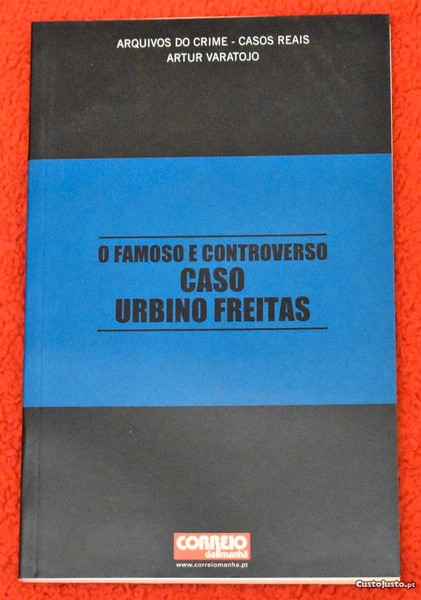 ARQUIVOS DO CRIME - CASOS REAIS
ARTUR VARATOJO
O FAMOSO E CONTROVERSO
CASO
URBINO FREITAS
CORREIO
da manhã
www.correiomanha.pt
CustoJusto.pt